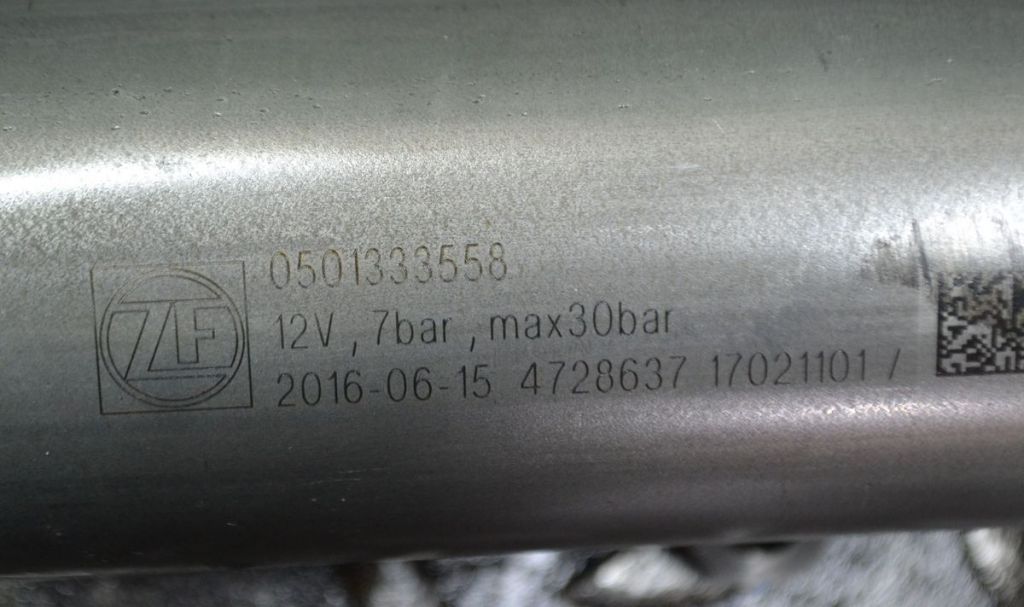 ZF
0501333558
12V , 7bar , max30bar
2016-06-15 4728637 17021101 /